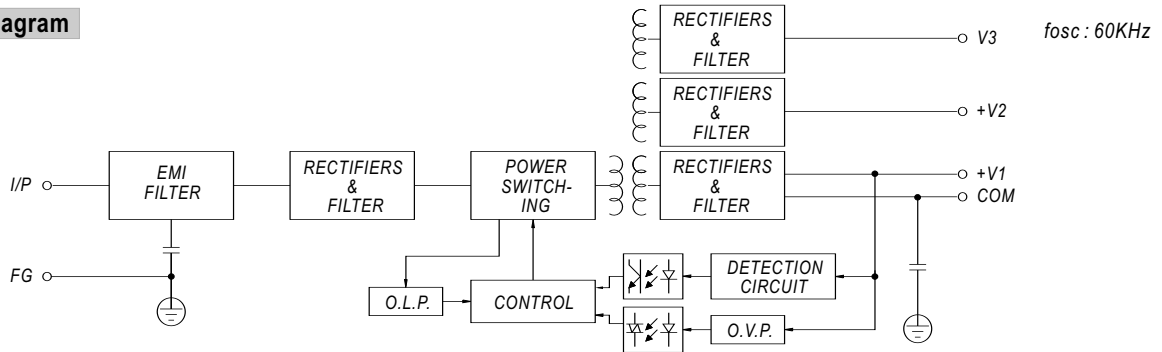 agram
RECTIFIERS
&
FILTER
V3
fosc : 60KHz
RECTIFIERS
&
FILTER
+V2
I/P
EMI
FILTER
RECTIFIERS
&
FILTER
POWER
SWITCH-
ING
RECTIFIERS
&
FILTER
+V1
COM
FG
O.L.P.
CONTROL
DETECTION
CIRCUIT
O.V.P.